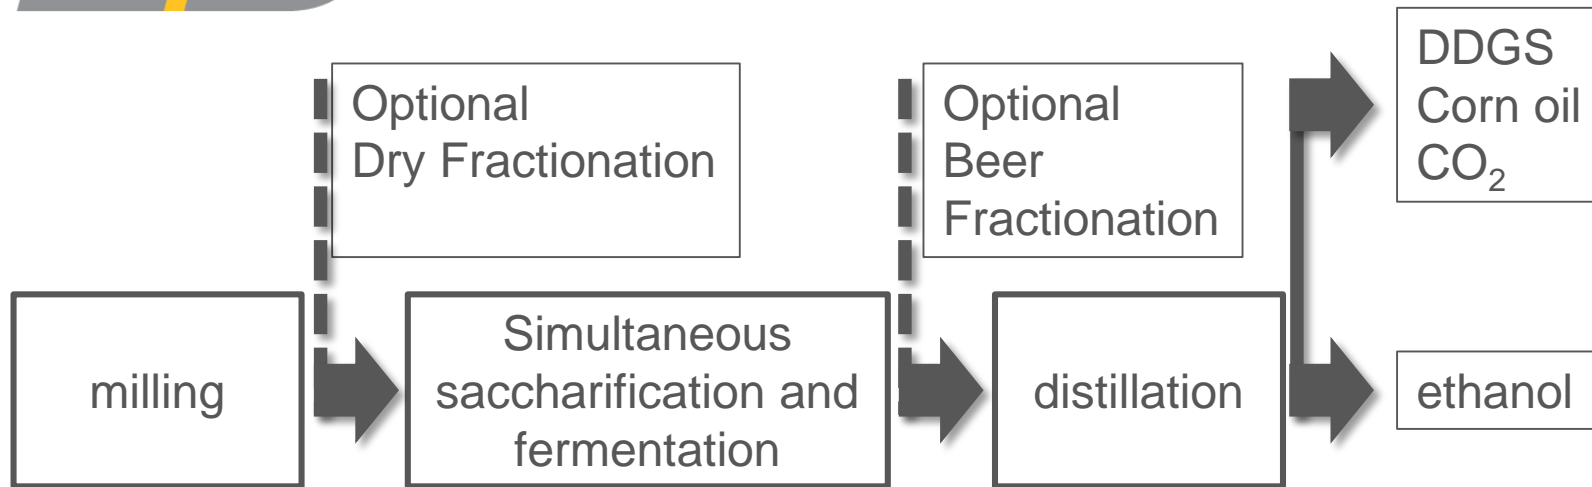 Optional
Dry Fractionation
Optional
Beer
Fractionation
DDGS
Corn oil
CO₂
milling
Simultaneous
saccharification and
fermentation
distillation
ethanol